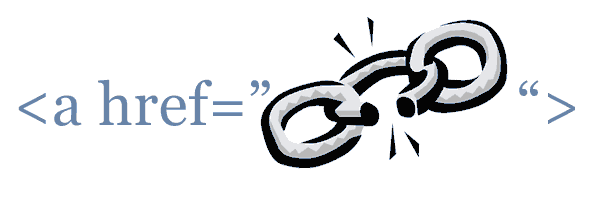 <a href=” “>